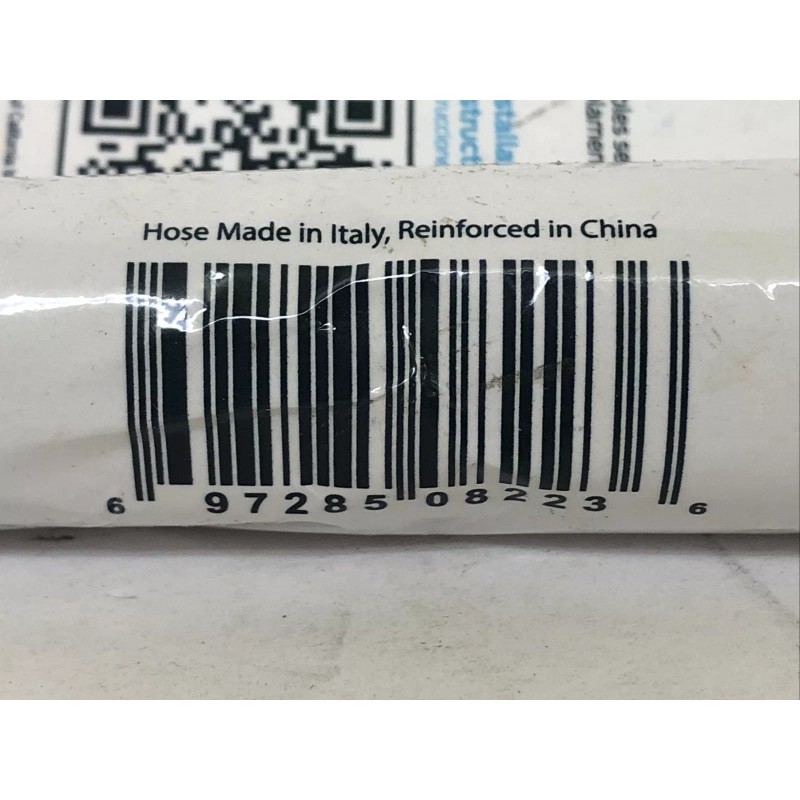 Hose Made in Italy, Reinforced in China
6 97285 08223 6